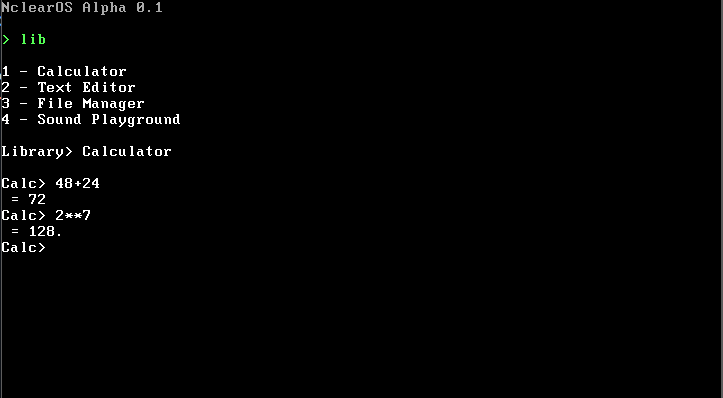 NclearOS Alpha 0.1
> lib
1 - Calculator
2 - Text Editor
3 - File Manager
4 - Sound Playground
Library> Calculator
Calc> 48+24
= 72
Calc> 2**7
= 128.
Calc>